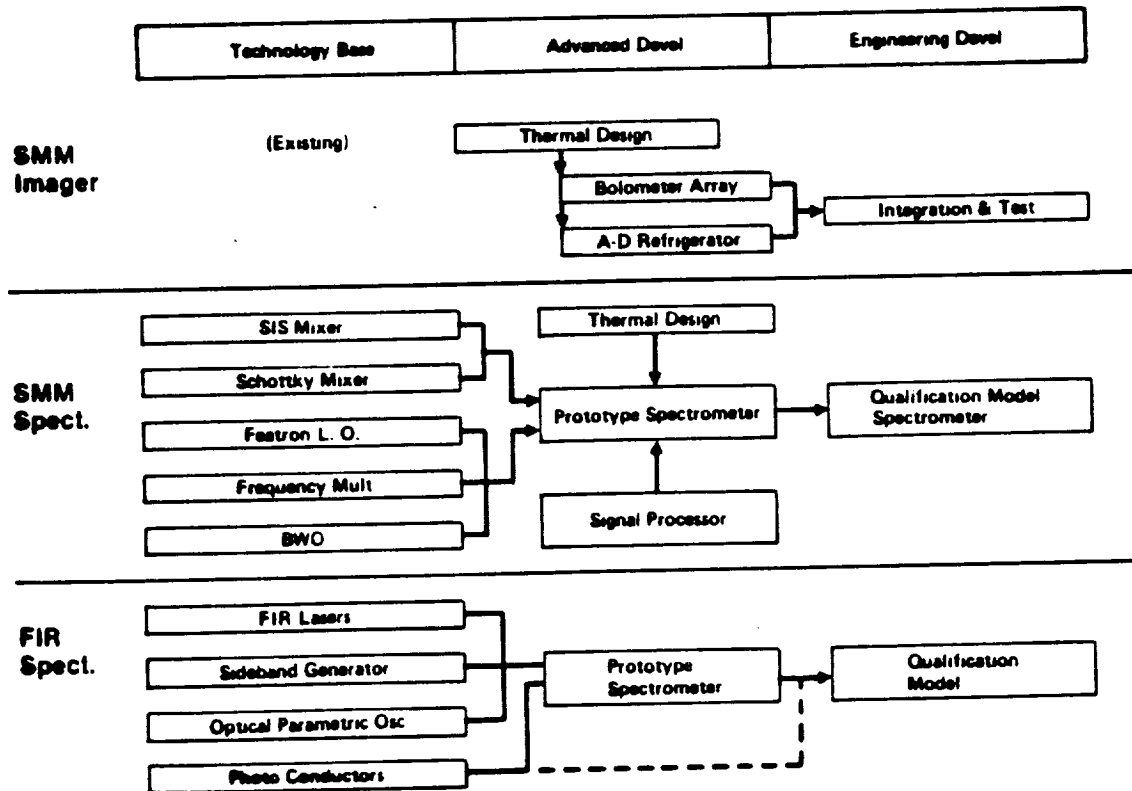 Technology Base
Advanced Devel
Engineering Devel
SMM
Imager
(Existing)
Thermal Design
Bolometer Array
A-D Refrigerator
Integration & Test
SMM
Spect.
SIS Mixer
Schottky Mixer
Feetron L. O.
Frequency Mult
BWO
Thermal Design
Prototype Spectrometer
Signal Processor
Qualification Model
Spectrometer
FIR
Spect.
FIR Lasers
Sideband Generator
Optical Parametric Osc
Photo Conductors
Prototype
Spectrometer
Qualification
Model